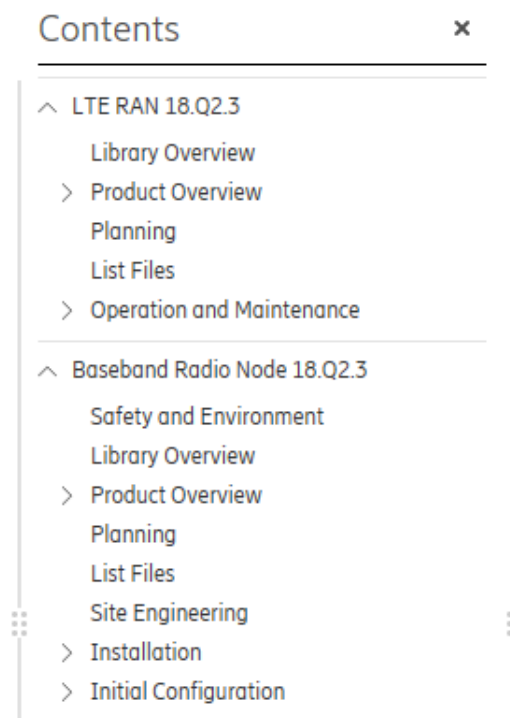 Contents
LTE RAN 18.Q2.3
Library Overview
Product Overview
Planning
List Files
Operation and Maintenance
Baseband Radio Node 18.Q2.3
Safety and Environment
Library Overview
Product Overview
Planning
List Files
Site Engineering
Installation
Initial Configuration